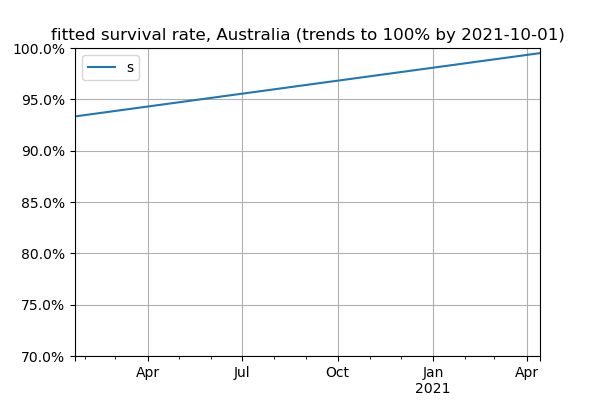 fitted survival rate, Australia (trends to 100% by 2021-10-01)
100.0%
s
95.0%
90.0%
85.0%
80.0%
75.0%
70.0%
Apr Jul Oct Jan Apr
2021